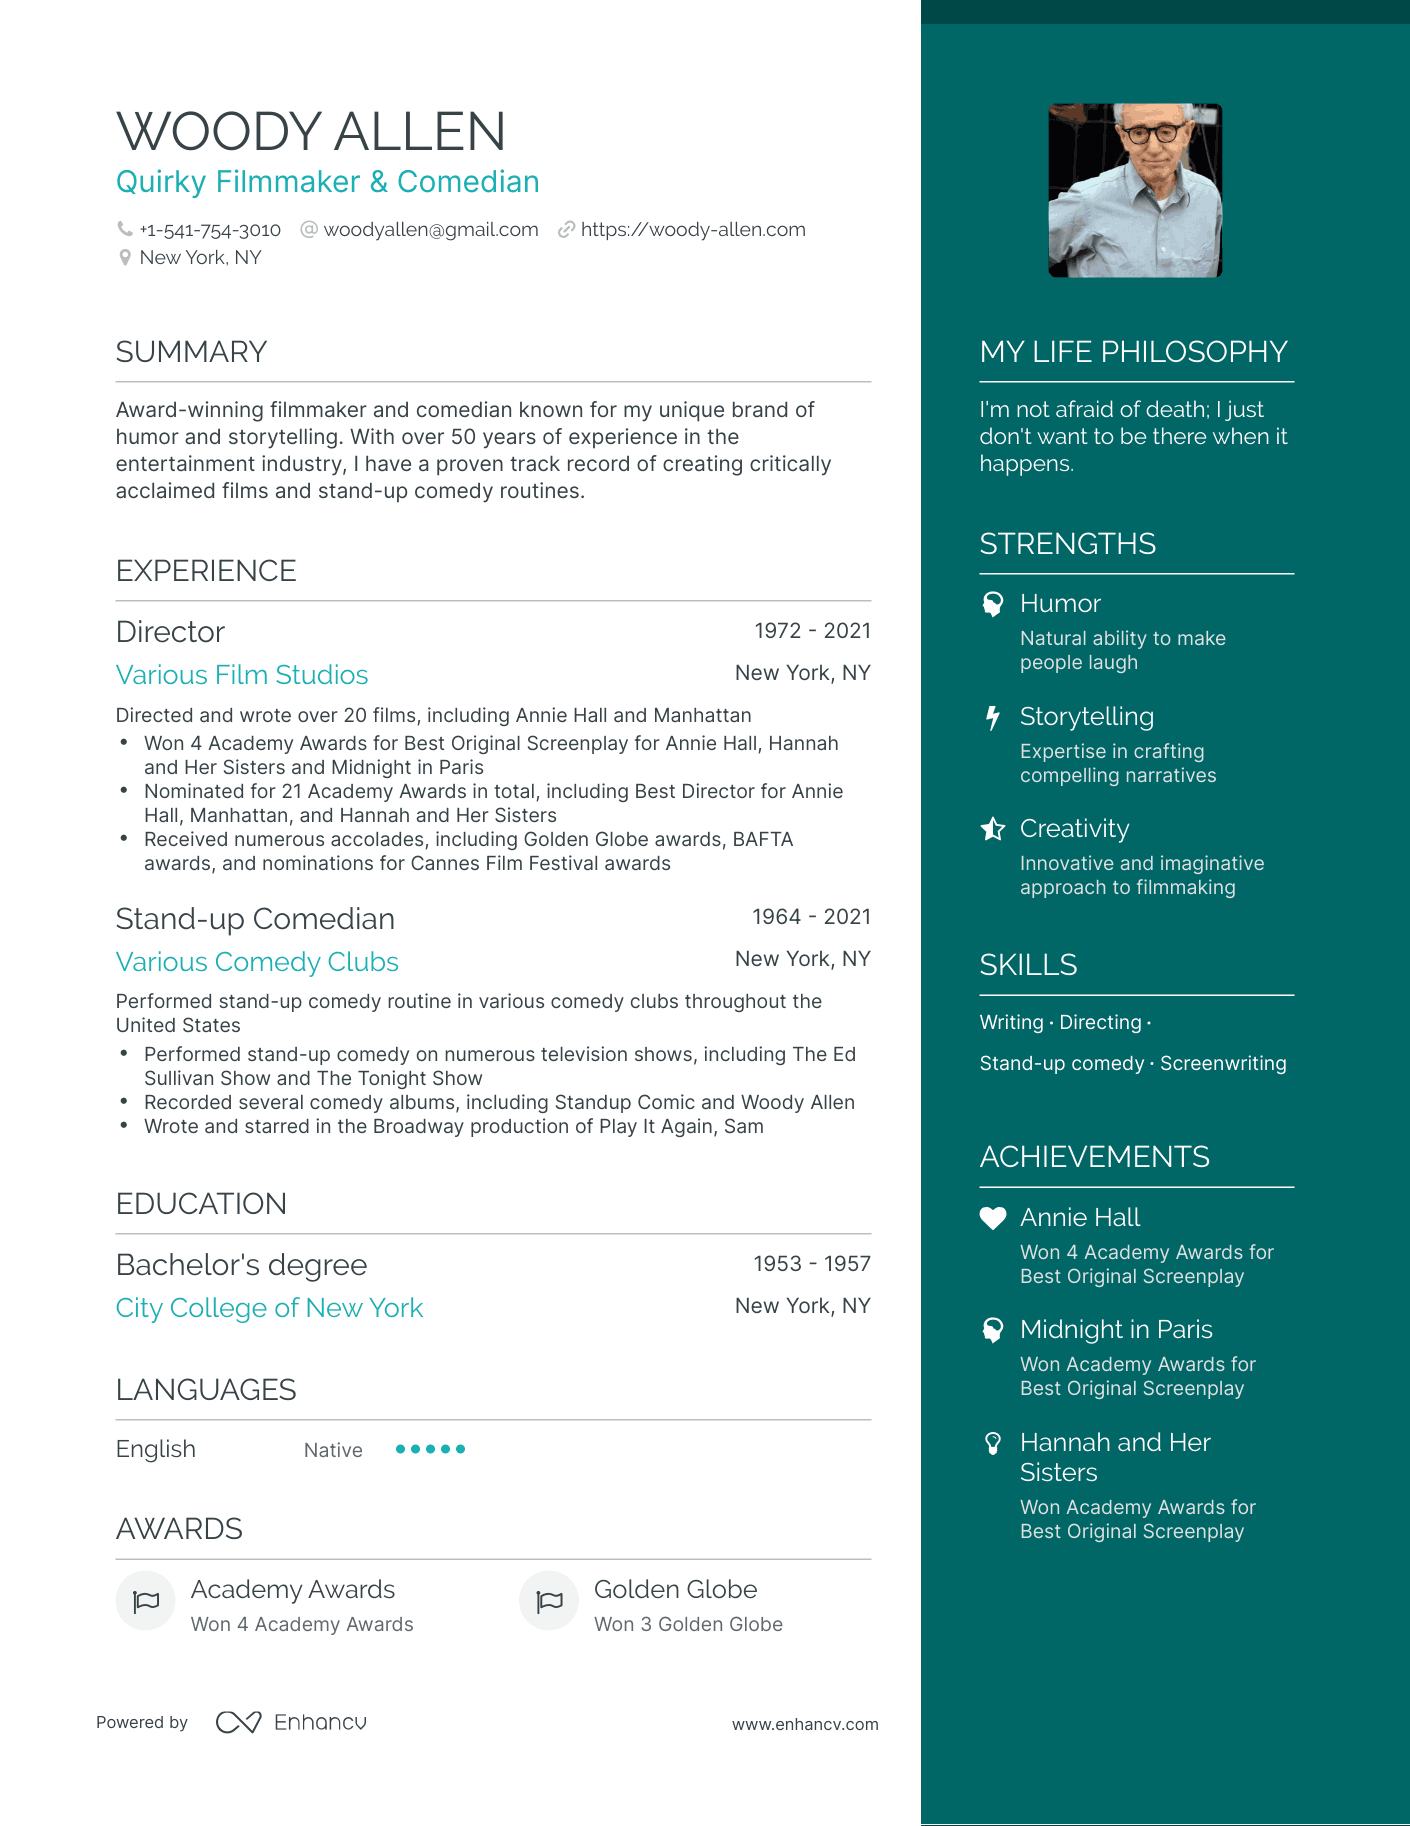 WOODY ALLEN
Quirky Filmmaker & Comedian
+1-541-754-3010 @ woodyallen@gmail.com https://woody-allen.com
New York, NY
SUMMARY
Award-winning filmmaker and comedian known for my unique brand of
humor and storytelling. With over 50 years of experience in the
entertainment industry, I have a proven track record of creating critically
acclaimed films and stand-up comedy routines.
EXPERIENCE
Director 1972 - 2021
Various Film Studios New York, NY
Directed and wrote over 20 films, including Annie Hall and Manhattan
• Won 4 Academy Awards for Best Original Screenplay for Annie Hall, Hannah
and Her Sisters and Midnight in Paris
• Nominated for 21 Academy Awards in total, including Best Director for Annie
Hall, Manhattan, and Hannah and Her Sisters
• Received numerous accolades, including Golden Globe awards, BAFTA
awards, and nominations for Cannes Film Festival awards
Stand-up Comedian 1964 - 2021
Various Comedy Clubs New York, NY
Performed stand-up comedy routine in various comedy clubs throughout the
United States
• Performed stand-up comedy on numerous television shows, including The Ed
Sullivan Show and The Tonight Show
• Recorded several comedy albums, including Standup Comic and Woody Allen
• Wrote and starred in the Broadway production of Play It Again, Sam
EDUCATION
Bachelor's degree 1953 - 1957
City College of New York New York, NY
LANGUAGES
English Native
AWARDS
Academy Awards
Won 4 Academy Awards
Golden Globe
Won 3 Golden Globe
Powered by Enhancv www.enhancv.com
MY LIFE PHILOSOPHY
I'm not afraid of death; I just
don't want to be there when it
happens.
STRENGTHS
Humor
Natural ability to make
people laugh
Storytelling
Expertise in crafting
compelling narratives
Creativity
Innovative and imaginative
approach to filmmaking
SKILLS
Writing · Directing ·
Stand-up comedy · Screenwriting
ACHIEVEMENTS
Annie Hall
Won 4 Academy Awards for
Best Original Screenplay
Midnight in Paris
Won Academy Awards for
Best Original Screenplay
Hannah and Her
Sisters
Won Academy Awards for
Best Original Screenplay